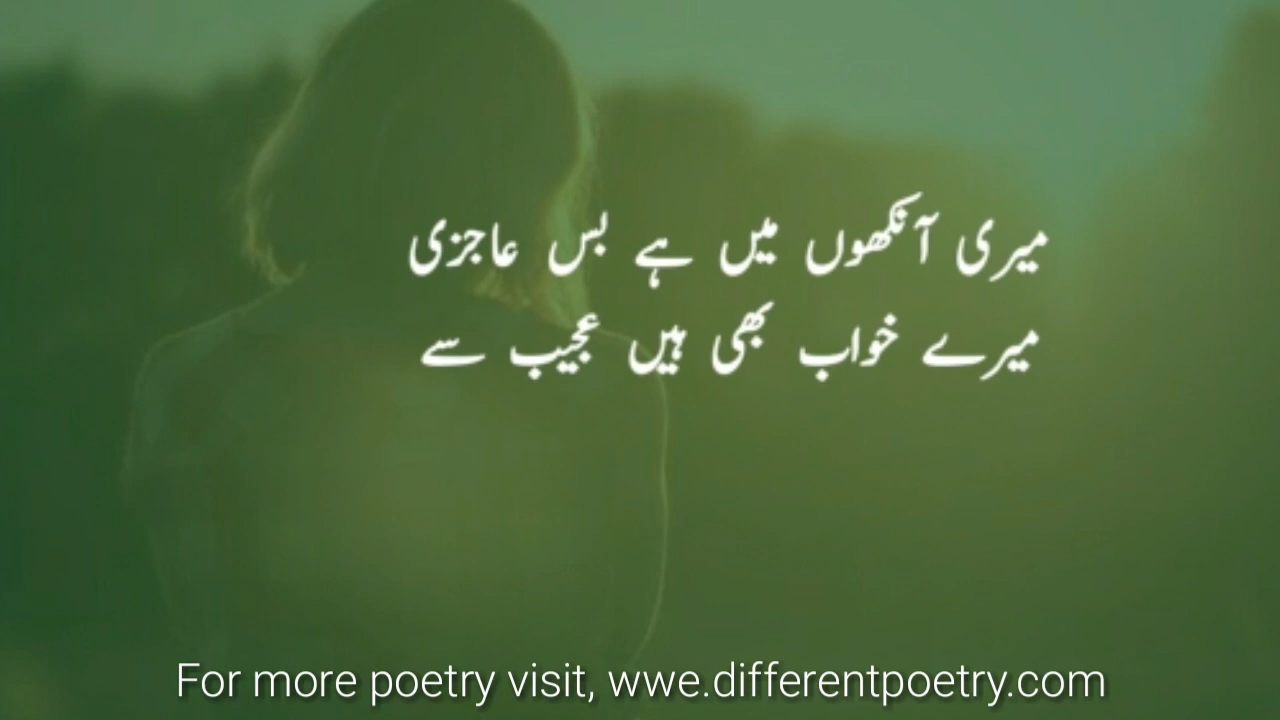 میری آنکھوں میں ہے بس عاجزی
میرے خواب بھی ہیں عجیب سے
For more poetry visit, wwe.differentpoetry.com